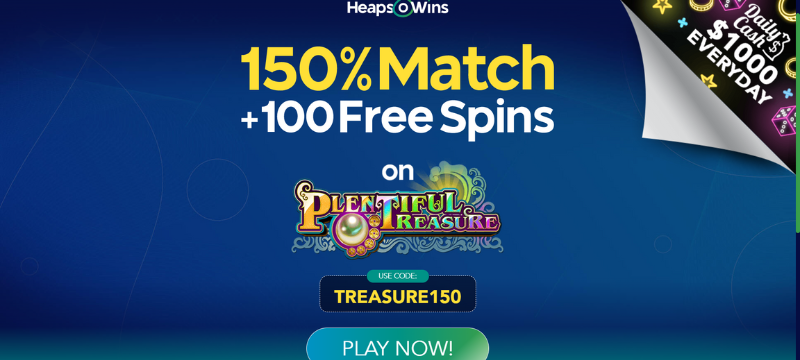 Heaps O Wins
Daily
Cash
$1000
EVERYDAY
150% Match
+100 Free Spins
on
PLENTIFUL
TREASURE
USE CODE:
TREASURE150
PLAY NOW!